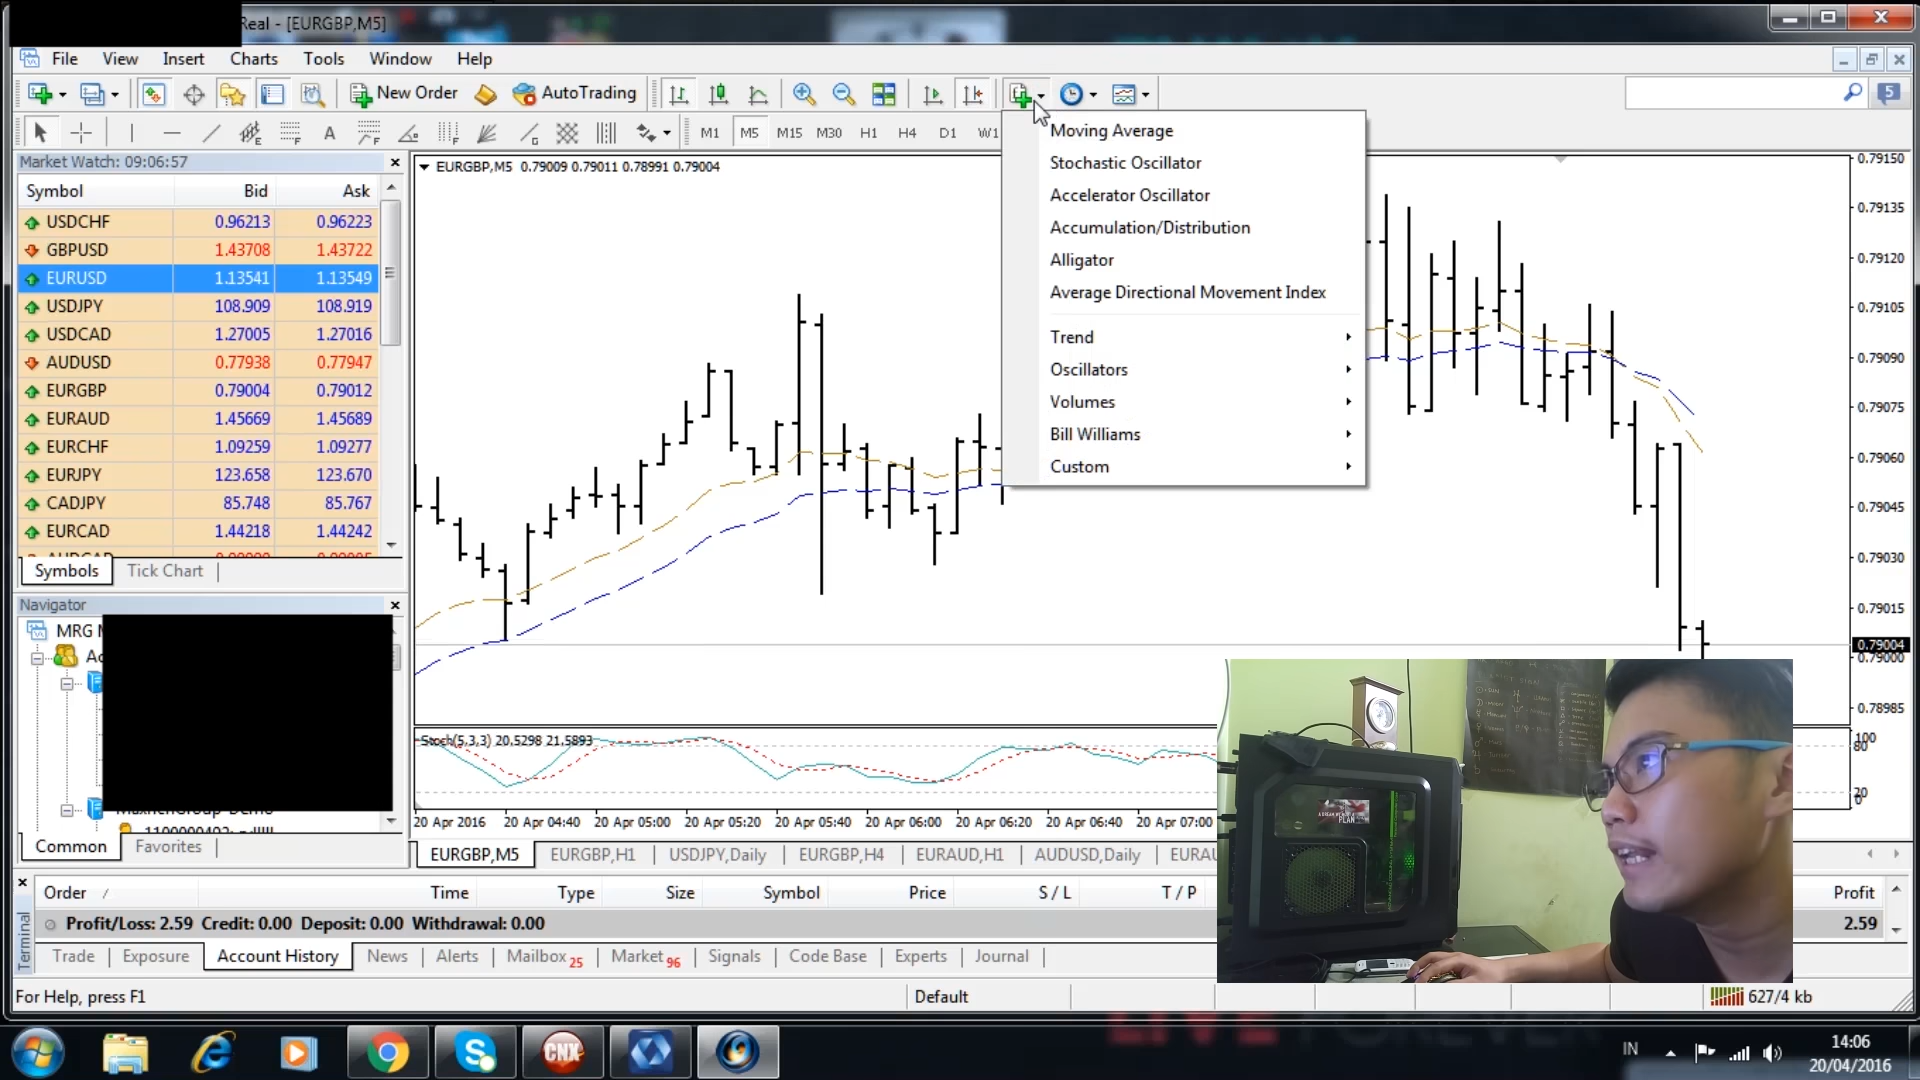 Real - [EURGBP,M5]
File View Insert Charts Tools Window Help
New Order AutoTrading 5
A M1 M5 M15 M30 H1 H4 D1 W1
Market Watch: 09:06:57
Symbol Bid Ask
USDCHF 0.96213 0.96223
GBPUSD 1.43708 1.43722
EURUSD 1.13541 1.13549
USDJPY 108.909 108.919
USDCAD 1.27005 1.27016
AUDUSD 0.77938 0.77947
EURGBP 0.79004 0.79012
EURAUD 1.45669 1.45689
EURCHF 1.09259 1.09277
EURJPY 123.658 123.670
CADJPY 85.748 85.767
EURCAD 1.44218 1.44242
Symbols Tick Chart
Navigator
MRG
Common Favorites
EURGBP,M5 0.79009 0.79011 0.78991 0.79004
Moving Average
Stochastic Oscillator
Accelerator Oscillator
Accumulation/Distribution
Alligator
Average Directional Movement Index
Trend
Oscillators
Volumes
Bill Williams
Custom
0.79150
0.79135
0.79120
0.79105
0.79090
0.79075
0.79060
0.79045
0.79030
0.79015
0.79004
0.79000
0.78985
Stoch(5,3,3) 20.5298 21.5893
100
80
20
0
20 Apr 2016 20 Apr 04:40 20 Apr 05:00 20 Apr 05:20 20 Apr 05:40 20 Apr 06:00 20 Apr 06:20 20 Apr 06:40 20 Apr 07:00
EURGBP,M5 EURGBP,H1 USDJPY,Daily EURGBP,H4 EURAUD,H1 AUDUSD,Daily EURAU
Order Time Type Size Symbol Price S / L T / P Profit
Profit/Loss: 2.59 Credit: 0.00 Deposit: 0.00 Withdrawal: 0.00 2.59
Terminal
Trade Exposure Account History News Alerts Mailbox 25 Market 96 Signals Code Base Experts Journal
For Help, press F1 Default 627/4 kb
LIVE FOREVER
CNX
IN 14:06
20/04/2016